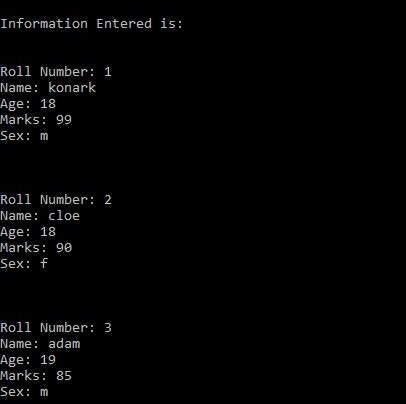 Information Entered is:
Roll Number: 1
Name: konark
Age: 18
Marks: 99
Sex: m
Roll Number: 2
Name: cloe
Age: 18
Marks: 90
Sex: f
Roll Number: 3
Name: adam
Age: 19
Marks: 85
Sex: m